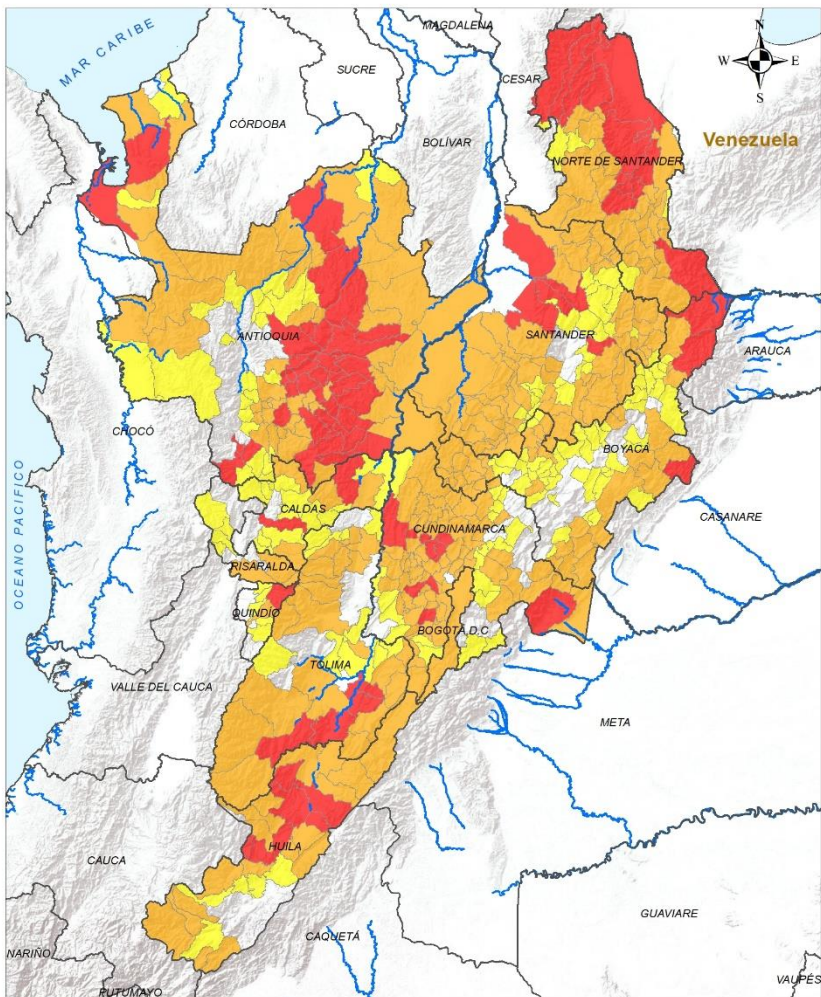 MAGDALENA
N
W E
S
MAR CARIBE
SUCRE
CESAR
CÓRDOBA
BOLÍVAR
Venezuela
NORTE DE SANTANDER
ANTIOQUIA
SANTANDER
ARAUCA
CHOCÓ
BOYACÁ
OCEANO PACIFICO
CALDAS
CUNDINAMARCA
CASANARE
RISARALDA
QUINDÍO
BOGOTÁ, D.C
TOLIMA
VALLE DEL CAUCA
META
HUILA
CAUCA
GUAVIARE
CAQUETÁ
NARIÑO
PUTUMAYO
VAUPÉS